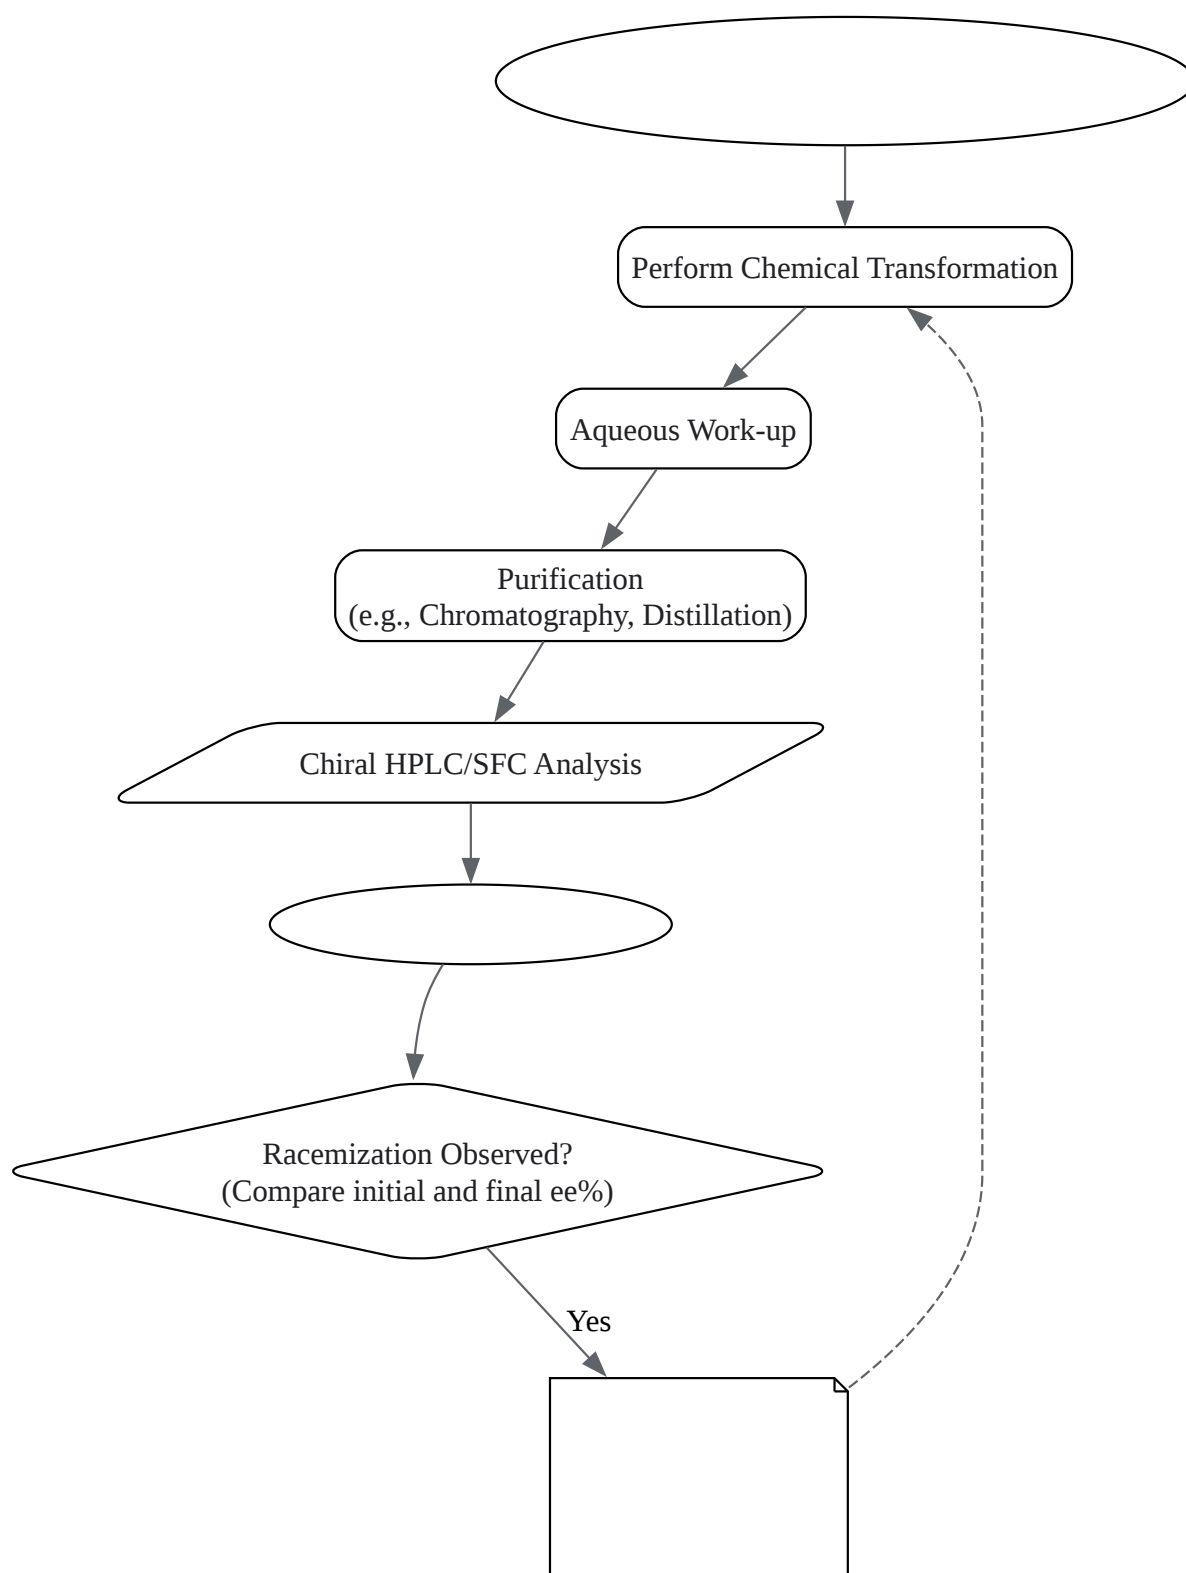 Perform Chemical Transformation
Aqueous Work-up
Purification
(e.g., Chromatography, Distillation)
Chiral HPLC/SFC Analysis
Racemization Observed?
(Compare initial and final ee%)
Yes